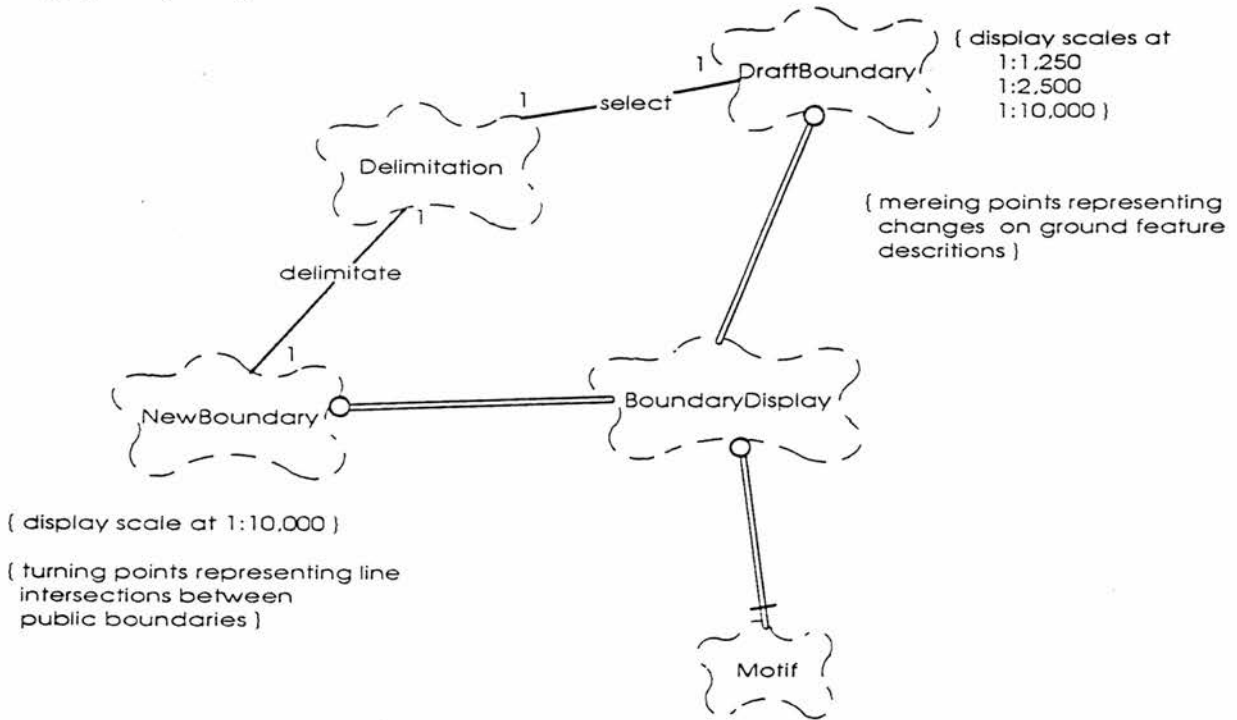 { display scales at
1:1,250
2:2,500
1:10,000 }
1
DraftBoundary
1
select
Delimitation
1
{ mereing points representing
changes on ground feature
descritions }
delimitate
1
NewBoundary
BoundaryDisplay
{ display scale at 1:10,000 }
{ turning points representing line
intersections between
public boundaries }
Motif